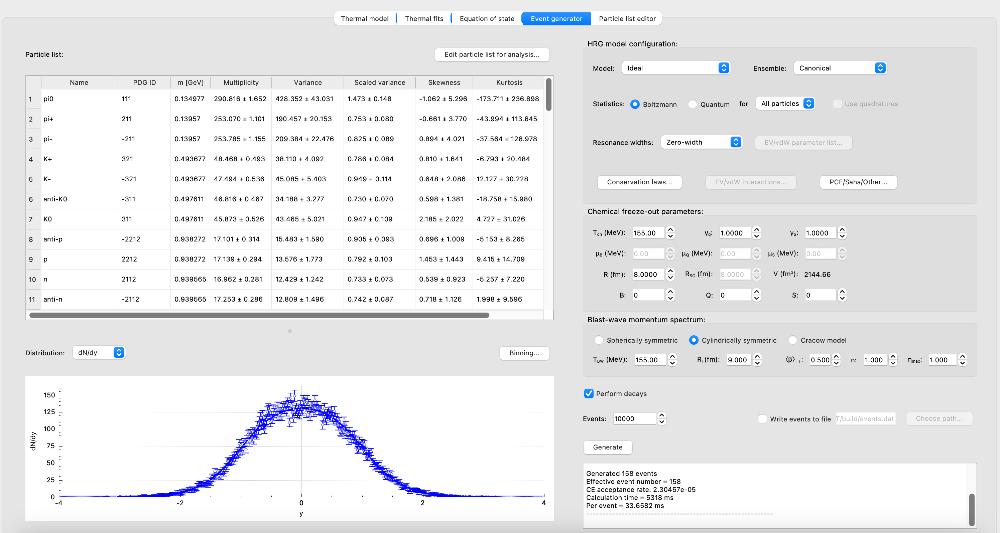 Thermal model Thermal fits Equation of state Event generator Particle list editor
Particle list:
Edit particle list for analysis...
Name PDG ID m [GeV] Multiplicity Variance Scaled variance Skewness Kurtosis
1 pi0 111 0.134977 290.816 ± 1.652 428.352 ± 43.031 1.473 ± 0.148 -1.062 ± 5.296 -173.711 ± 236.898
2 pi+ 211 0.13957 253.070 ± 1.101 190.457 ± 20.153 0.753 ± 0.080 -0.661 ± 3.770 -43.994 ± 113.645
3 pi- -211 0.13957 253.785 ± 1.155 209.384 ± 22.476 0.825 ± 0.089 0.894 ± 4.021 -37.564 ± 126.978
4 K+ 321 0.493677 48.468 ± 0.493 38.110 ± 4.092 0.786 ± 0.084 0.810 ± 1.641 -6.793 ± 20.484
5 K- -321 0.493677 47.494 ± 0.536 45.085 ± 5.403 0.949 ± 0.114 0.648 ± 2.086 12.127 ± 30.228
6 anti-K0 -311 0.497611 46.816 ± 0.467 34.188 ± 3.277 0.730 ± 0.070 0.598 ± 1.381 -18.758 ± 15.980
7 K0 311 0.497611 45.873 ± 0.526 43.465 ± 5.021 0.947 ± 0.109 2.185 ± 2.022 4.727 ± 31.026
8 anti-p -2212 0.938272 17.101 ± 0.314 15.483 ± 1.590 0.905 ± 0.093 0.696 ± 1.009 -5.153 ± 8.265
9 p 2212 0.938272 17.139 ± 0.294 13.576 ± 1.773 0.792 ± 0.103 1.453 ± 1.443 9.415 ± 14.709
10 n 2112 0.939565 16.962 ± 0.281 12.429 ± 1.242 0.733 ± 0.073 0.539 ± 0.923 -5.257 ± 7.220
11 anti-n -2112 0.939565 17.253 ± 0.286 12.809 ± 1.496 0.742 ± 0.087 0.718 ± 1.126 1.998 ± 9.596
Distribution: dN/dy
Binning...
150
125
100
75
50
25
0
dN/dy
-4 -2 0 2 4
y
HRG model configuration:
Model: Ideal Ensemble: Canonical
Statistics: Boltzmann Quantum for All particles Use quadratures
Resonance widths: Zero-width EV/vdW parameter list...
Conservation laws... EV/vdW interactions... PCE/Saha/Other...
Chemical freeze-out parameters:
T_ch (MeV): 155.00 γ_q: 1.0000 γ_S: 1.0000
μ_B (MeV): 0.00 μ_Q (MeV): 0.00 μ_S (MeV): 0.00
R (fm): 8.0000 R_SC (fm): 8.0000 V (fm³): 2144.66
B: 0 Q: 0 S: 0
Blast-wave momentum spectrum:
Spherically symmetric Cylindrically symmetric Cracow model
T_BW (MeV): 155.00 R_T(fm): 9.000 ⟨β⟩_T: 0.500 n: 1.000 η_max: 1.000
Perform decays
Events: 10000 Write events to file T/build/events.dat Choose path...
Generate
Generated 158 events
Effective event number = 158
CE acceptance rate: 2.30457e-05
Calculation time = 5318 ms
Per event = 33.6582 ms
----------------------------------------------------------